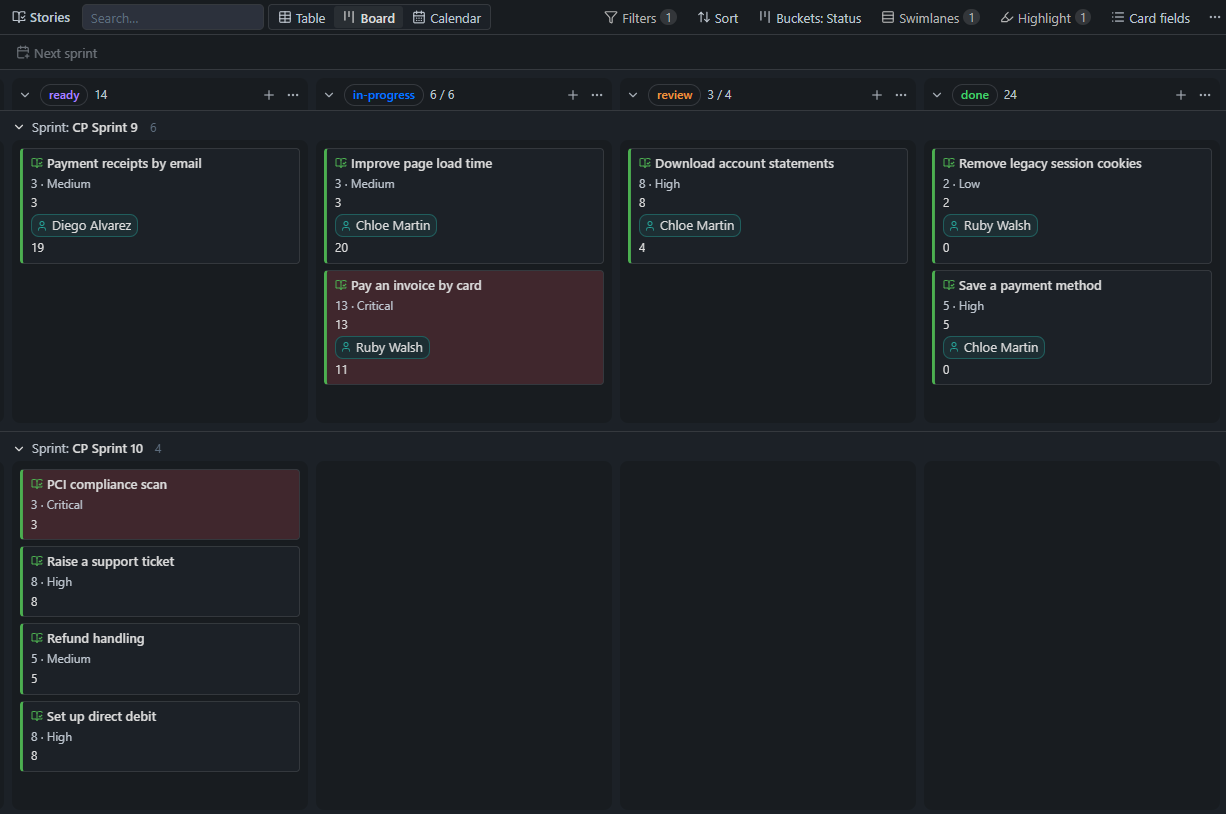 Stories Search... Table Board Calendar Filters 1 Sort Buckets: Status Swimlanes 1 Highlight 1 Card fields
Next sprint
ready 14 in-progress 6 / 6 review 3 / 4 done 24
Sprint: CP Sprint 9 6
Payment receipts by email
3 · Medium
3
Diego Alvarez
19
Improve page load time
3 · Medium
3
Chloe Martin
20
Pay an invoice by card
13 · Critical
13
Ruby Walsh
11
Download account statements
8 · High
8
Chloe Martin
4
Remove legacy session cookies
2 · Low
2
Ruby Walsh
0
Save a payment method
5 · High
5
Chloe Martin
0
Sprint: CP Sprint 10 4
PCI compliance scan
3 · Critical
3
Raise a support ticket
8 · High
8
Refund handling
5 · Medium
5
Set up direct debit
8 · High
8